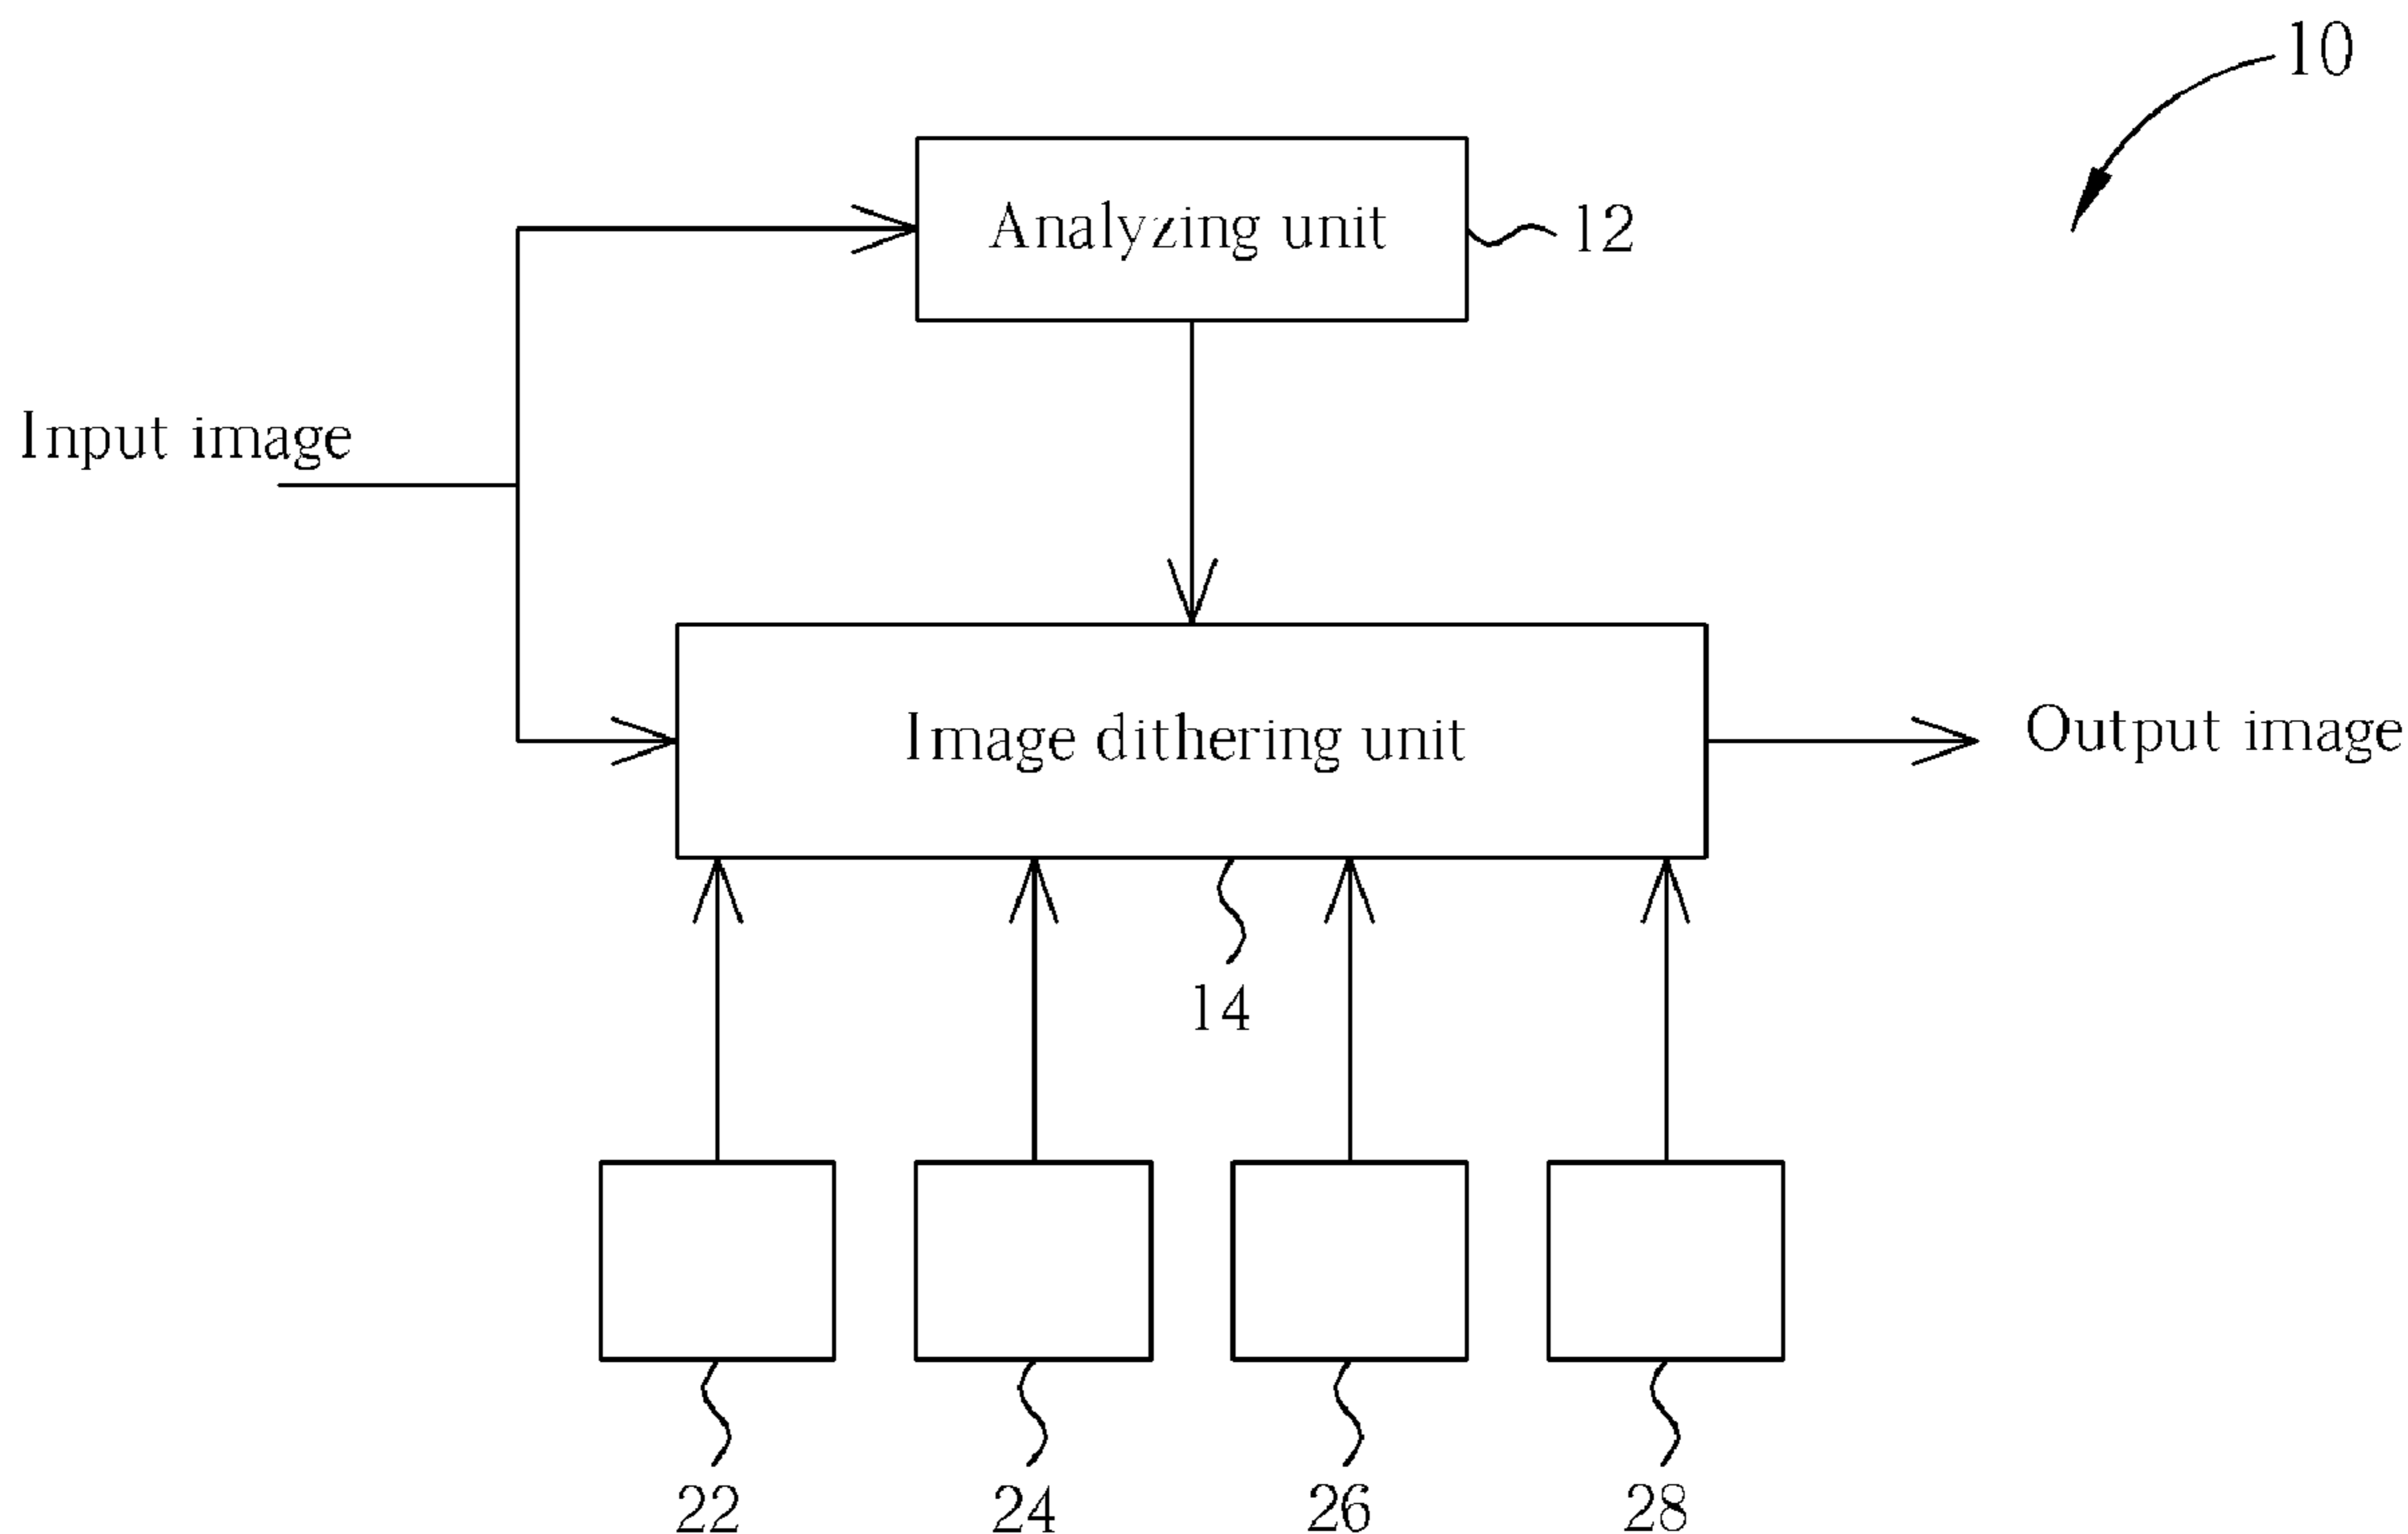 10
Analyzing unit
12
Input image
Image dithering unit
Output image
14
22
24
26
28